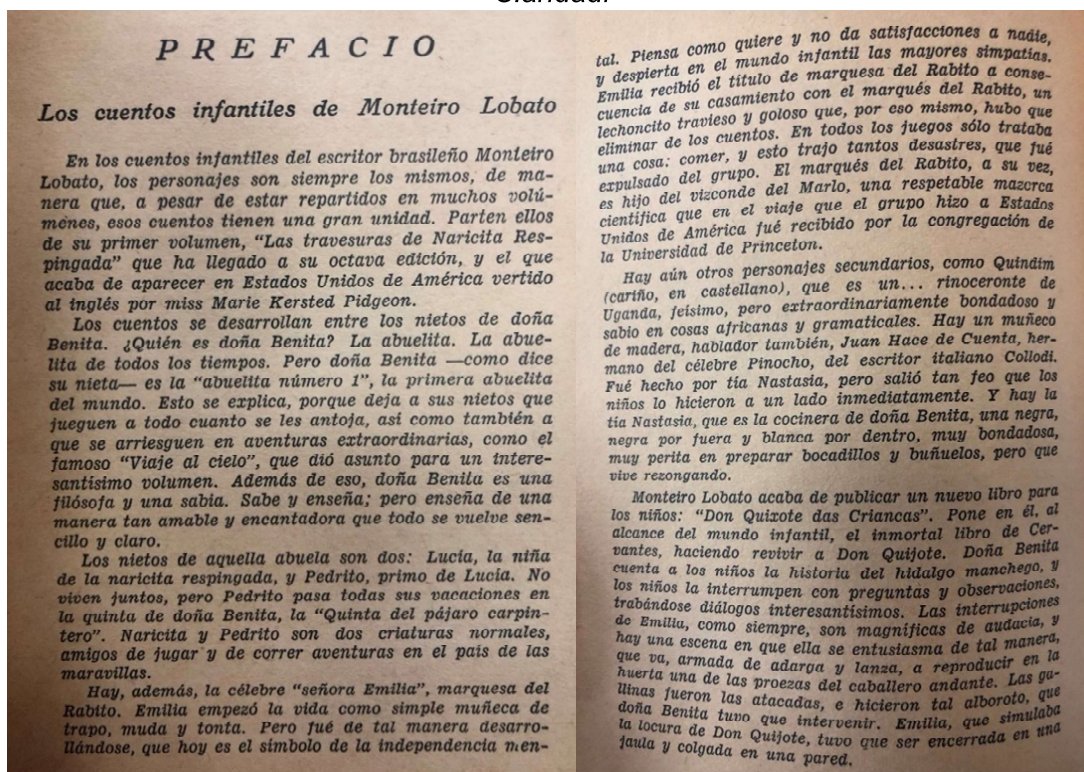 Claridad.
PREFACIO
Los cuentos infantiles de Monteiro Lobato
En los cuentos infantiles del escritor brasileño Monteiro
Lobato, los personajes son siempre los mismos, de ma-
nera que, a pesar de estar repartidos en muchos volú-
menes, esos cuentos tienen una gran unidad. Parten ellos
de su primer volumen, "Las travesuras de Naricita Res-
pingada" que ha llegado a su octava edición, y el que
acaba de aparecer en Estados Unidos de América vertido
al inglés por miss Marie Kersted Pidgeon.
Los cuentos se desarrollan entre los nietos de doña
Benita. ¿Quién es doña Benita? La abuelita. La abue-
lita de todos los tiempos. Pero doña Benita —como dice
su nieta— es la "abuelita número 1", la primera abuelita
del mundo. Esto se explica, porque deja a sus nietos que
jueguen a todo cuanto se les antoja, así como también a
que se arriesguen en aventuras extraordinarias, como el
famoso "Viaje al cielo", que dió asunto para un intere-
santísimo volumen. Además de eso, doña Benita es una
filósofa y una sabia. Sabe y enseña; pero enseña de una
manera tan amable y encantadora que todo se vuelve sen-
cillo y claro.
Los nietos de aquella abuela son dos: Lucía, la niña
de la naricita respingada, y Pedrito, primo de Lucía. No
viven juntos, pero Pedrito pasa todas sus vacaciones en
la quinta de doña Benita, la "Quinta del pájaro carpin-
tero". Naricita y Pedrito son dos criaturas normales,
amigos de jugar y de correr aventuras en el país de las
maravillas.
Hay, además, la célebre "señora Emilia", marquesa del
Rabito. Emilia empezó la vida como simple muñeca de
trapo, muda y tonta. Pero fué de tal manera desarro-
llándose, que hoy es el símbolo de la independencia men-
tal. Piensa como quiere y no da satisfacciones a nadie,
y despierta en el mundo infantil las mayores simpatías.
Emilia recibió el título de marquesa del Rabito a conse-
cuencia de su casamiento con el marqués del Rabito, un
lechoncito travieso y goloso que, por eso mismo, hubo que
eliminar de los cuentos. En todos los juegos sólo trataba
una cosa: comer, y esto trajo tantos desastres, que fué
expulsado del grupo. El marqués del Rabito, a su vez,
es hijo del vizconde del Marlo, una respetable mazorca
científica que en el viaje que el grupo hizo a Estados
Unidos de América fué recibido por la congregación de
la Universidad de Princeton.
Hay aún otros personajes secundarios, como Quindim
(cariño, en castellano), que es un... rinoceronte de
Uganda, feísimo, pero extraordinariamente bondadoso y
sabio en cosas africanas y gramaticales. Hay un muñeco
de madera, hablador también, Juan Hace de Cuenta, her-
mano del célebre Pinocho, del escritor italiano Collodi.
Fué hecho por tía Nastasia, pero salió tan feo que los
niños lo hicieron a un lado inmediatamente. Y hay la
tía Nastasia, que es la cocinera de doña Benita, una negra,
negra por fuera y blanca por dentro, muy bondadosa,
muy perita en preparar bocadillos y buñuelos, pero que
vive rezongando.
Monteiro Lobato acaba de publicar un nuevo libro para
los niños: "Don Quixote das Criancas". Pone en él, al
alcance del mundo infantil, el inmortal libro de Cer-
vantes, haciendo revivir a Don Quijote. Doña Benita
cuenta a los niños la historia del hidalgo manchego, y
los niños la interrumpen con preguntas y observaciones,
trabándose diálogos interesantísimos. Las interrupciones
de Emilia, como siempre, son magníficas de audacia, y
hay una escena en que ella se entusiasma de tal manera,
que va, armada de adarga y lanza, a reproducir en la
huerta una de las proezas del caballero andante. Las ga-
llinas fueron las atacadas, e hicieron tal alboroto, que
doña Benita tuvo que intervenir. Emilia, que simulaba
la locura de Don Quijote, tuvo que ser encerrada en una
jaula y colgada en una pared.